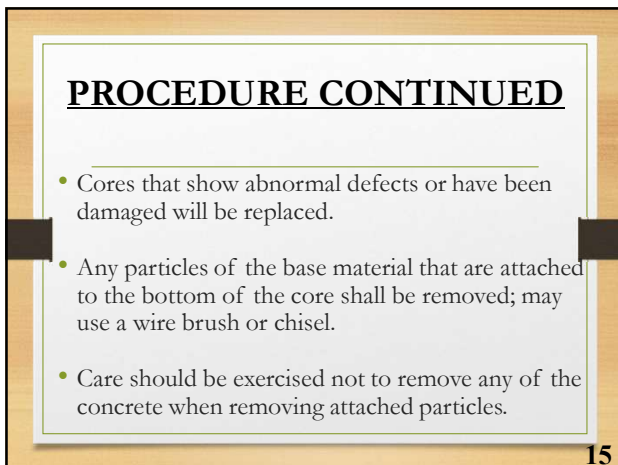 PROCEDURE CONTINUED
• Cores that show abnormal defects or have been
damaged will be replaced.
• Any particles of the base material that are attached
to the bottom of the core shall be removed; may
use a wire brush or chisel.
• Care should be exercised not to remove any of the
concrete when removing attached particles.
15